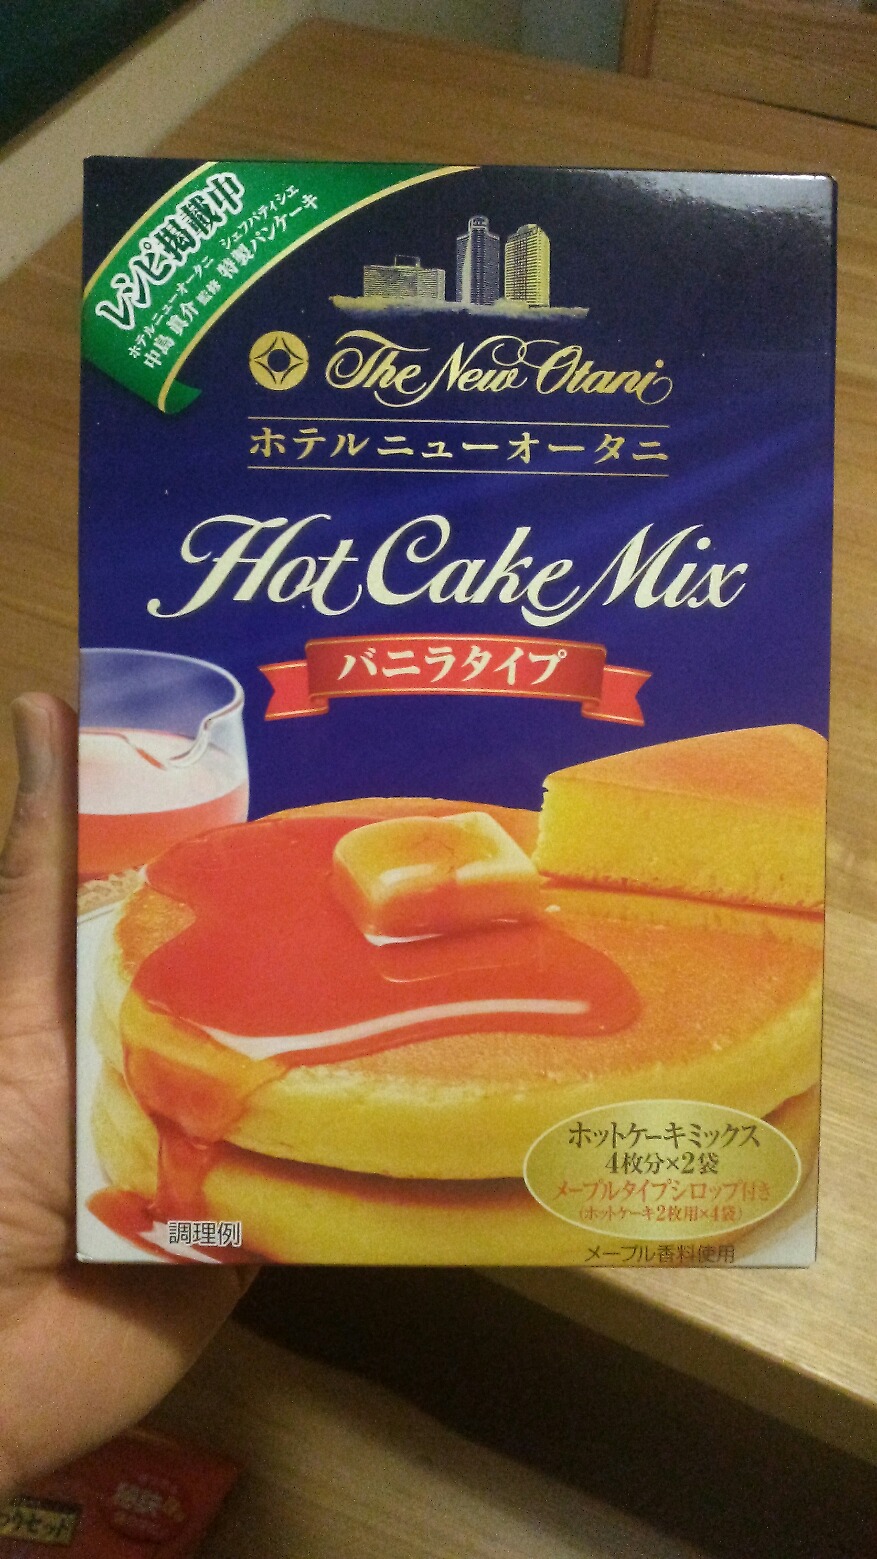 レシピ掲載中
ホテルニューオータニ シェフパティシエ
中島 眞介 監修 特製パンケーキ
The New Otani
ホテルニューオータニ
Hot Cake Mix
バニラタイプ
ホットケーキミックス
4枚分×2袋
メープルタイプシロップ付き
(ホットケーキ2枚用×4袋)
調理例
メープル香料使用
りセット